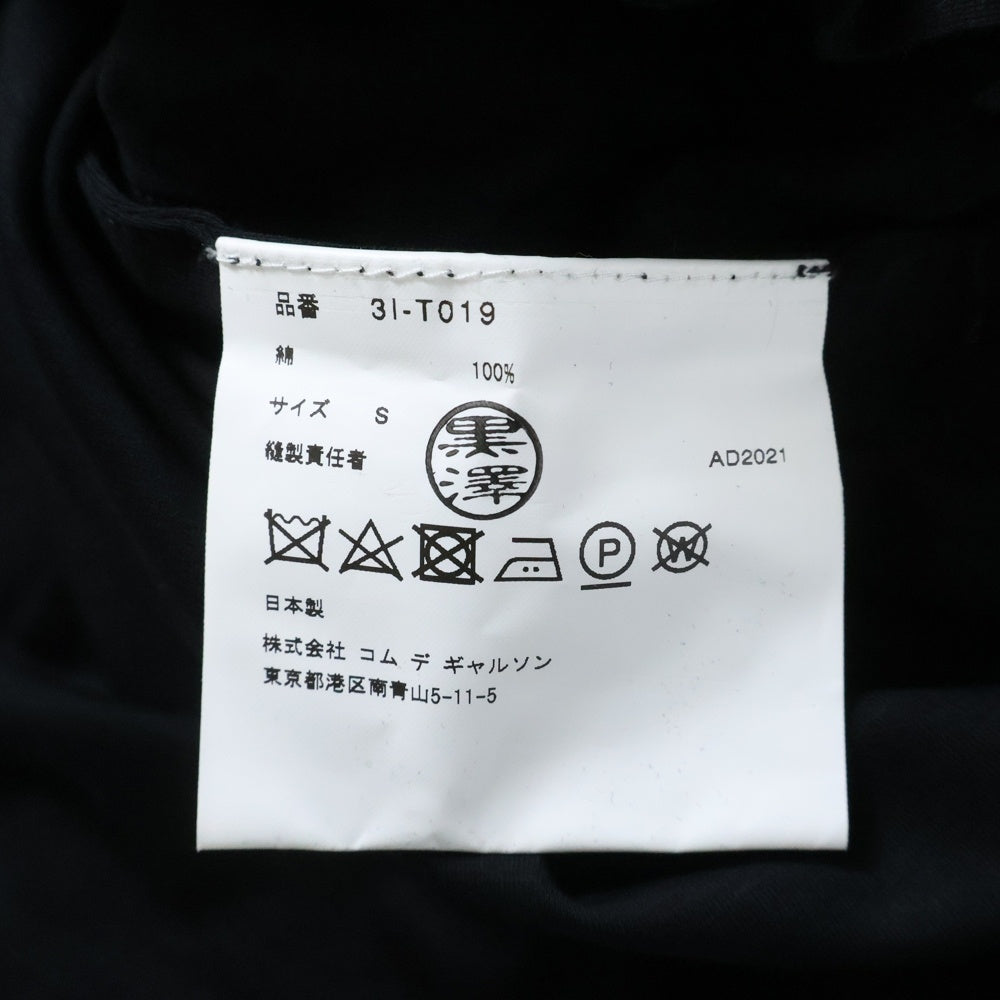 品番 3I-T019
綿 100%
サイズ S
縫製責任者 黒澤 AD2021
P W
日本製
株式会社 コム デ ギャルソン
東京都港区南青山5-11-5